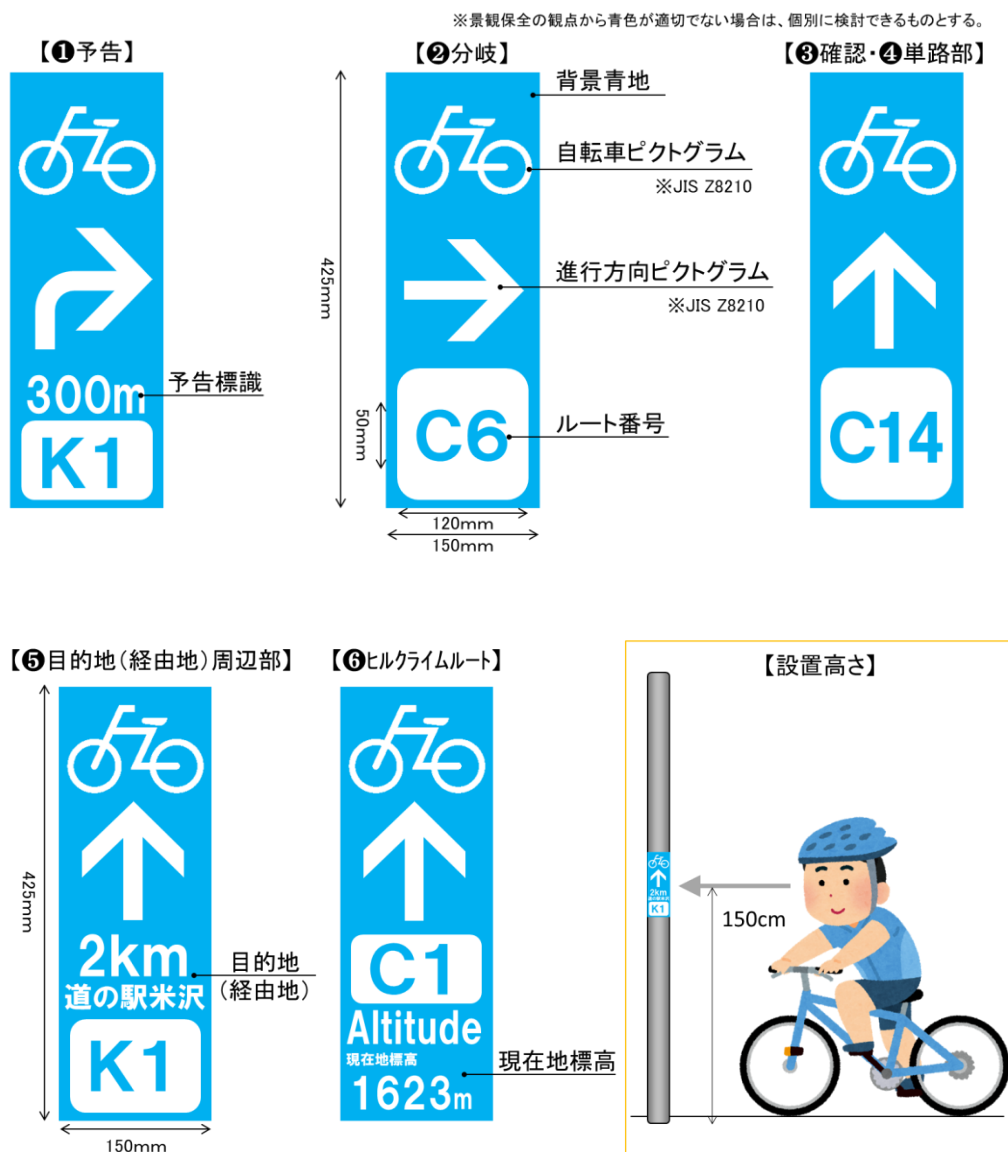 ※景観保全の観点から青色が適切でない場合は、個別に検討できるものとする。
【❶予告】
300m
K1
予告標識
【❷分岐】
425mm
50mm
C6
120mm
150mm
背景青地
自転車ピクトグラム
※JIS Z8210
進行方向ピクトグラム
※JIS Z8210
ルート番号
【❸確認・❹単路部】
C14
【❺目的地(経由地)周辺部】
425mm
2km
道の駅米沢
K1
150mm
目的地
(経由地)
【❻ヒルクライムルート】
C1
Altitude
現在地標高
1623m
現在地標高
【設置高さ】
2km
道の駅米沢
K1
150cm